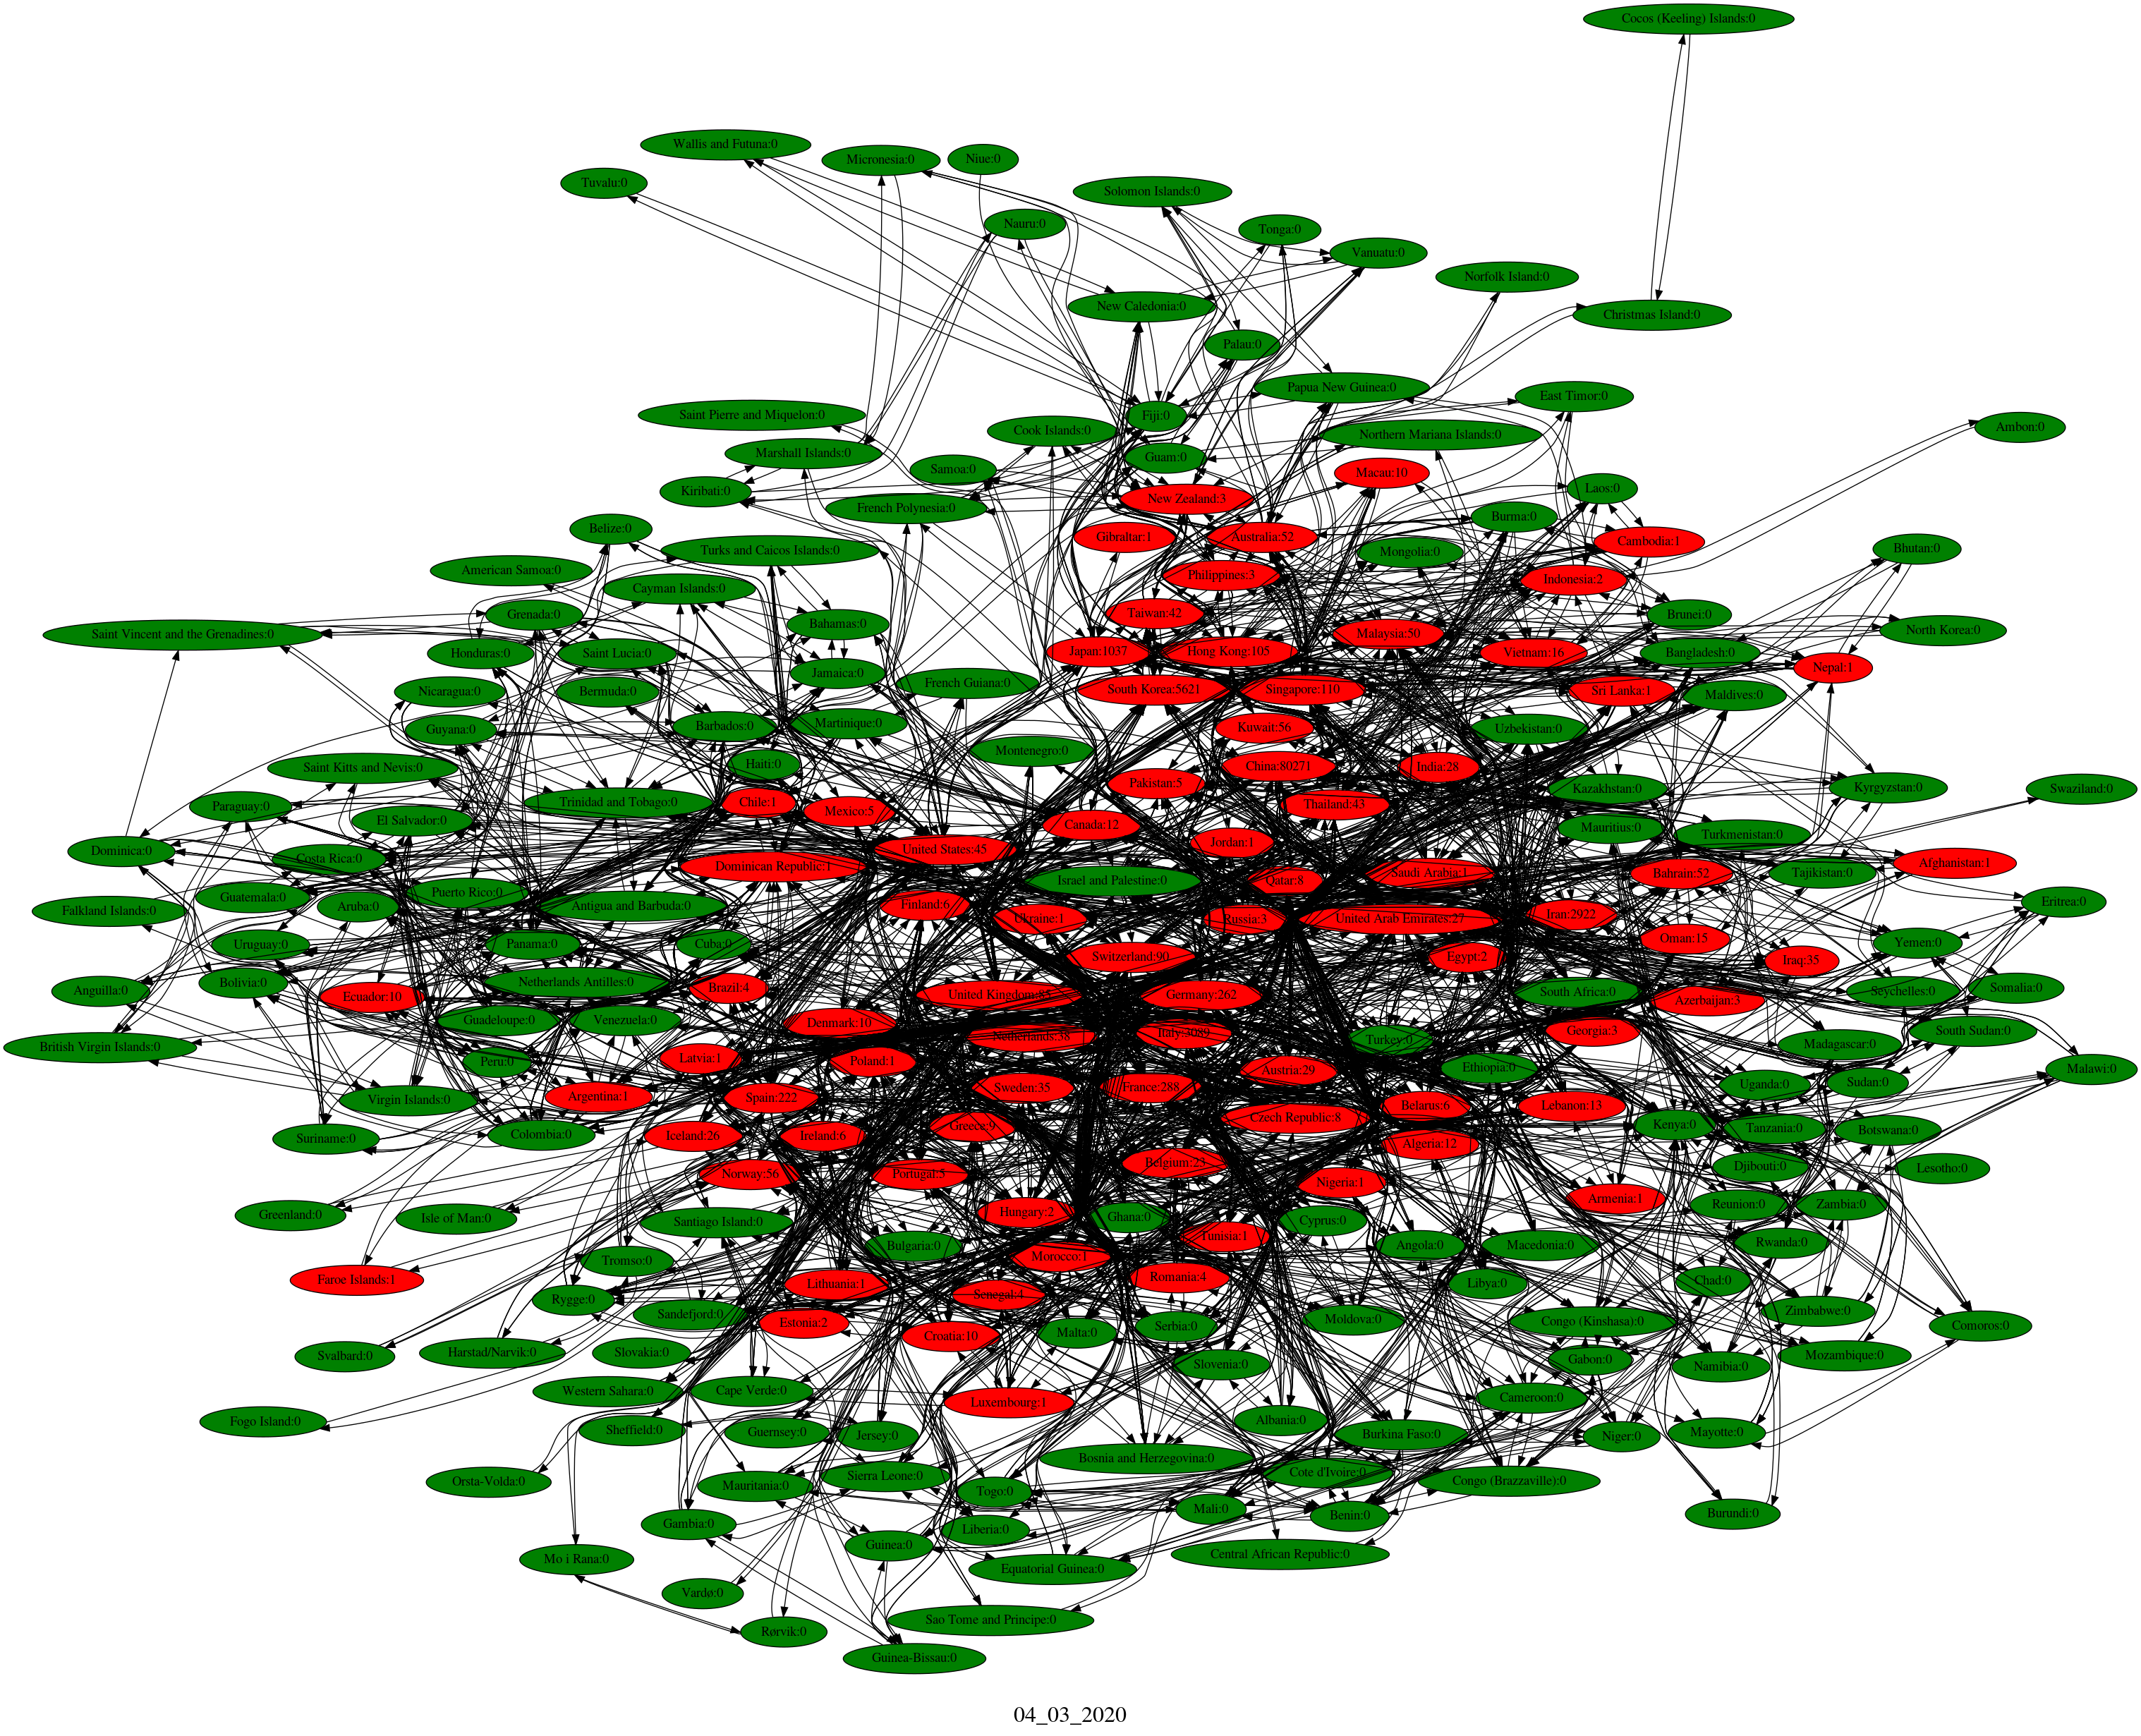 Cocos (Keeling) Islands:0
Wallis and Futuna:0
Micronesia:0
Niue:0
Tuvalu:0
Solomon Islands:0
Nauru:0
Tonga:0
Vanuatu:0
Norfolk Island:0
New Caledonia:0
Christmas Island:0
Palau:0
Papua New Guinea:0
East Timor:0
Saint Pierre and Miquelon:0
Fiji:0
Cook Islands:0
Northern Mariana Islands:0
Ambon:0
Marshall Islands:0
Guam:0
Samoa:0
Macau:10
Kiribati:0
New Zealand:3
Laos:0
French Polynesia:0
Burma:0
Belize:0
Gibraltar:1
Australia:52
Cambodia:1
Turks and Caicos Islands:0
Mongolia:0
Bhutan:0
American Samoa:0
Philippines:3
Indonesia:2
Cayman Islands:0
Grenada:0
Taiwan:42
Brunei:0
Bahamas:0
Saint Vincent and the Grenadines:0
Malaysia:50
North Korea:0
Honduras:0
Saint Lucia:0
Japan:1037
Hong Kong:105
Vietnam:16
Bangladesh:0
Nepal:1
Jamaica:0
French Guiana:0
Nicaragua:0
Bermuda:0
South Korea:5621
Singapore:110
Sri Lanka:1
Maldives:0
Guyana:0
Barbados:0
Martinique:0
Kuwait:56
Uzbekistan:0
Montenegro:0
Saint Kitts and Nevis:0
Haiti:0
China:80271
India:28
Pakistan:5
Kazakhstan:0
Kyrgyzstan:0
Swaziland:0
Paraguay:0
Trinidad and Tobago:0
Chile:1
Mexico:5
Thailand:43
El Salvador:0
Canada:12
Mauritius:0
Turkmenistan:0
Dominica:0
Costa Rica:0
United States:45
Jordan:1
Afghanistan:1
Dominican Republic:1
Israel and Palestine:0
Qatar:8
Saudi Arabia:1
Bahrain:52
Tajikistan:0
Guatemala:0
Puerto Rico:0
Falkland Islands:0
Aruba:0
Antigua and Barbuda:0
Finland:6
Ukraine:1
Russia:3
United Arab Emirates:27
Iran:2922
Eritrea:0
Uruguay:0
Panama:0
Cuba:0
Oman:15
Yemen:0
Switzerland:90
Egypt:2
Iraq:35
Anguilla:0
Bolivia:0
Netherlands Antilles:0
Brazil:4
Ecuador:10
United Kingdom:85
Germany:262
South Africa:0
Azerbaijan:3
Seychelles:0
Somalia:0
Guadeloupe:0
Venezuela:0
Denmark:10
Netherlands:38
Italy:3089
Turkey:0
Georgia:3
South Sudan:0
British Virgin Islands:0
Peru:0
Latvia:1
Poland:1
Madagascar:0
Austria:29
Ethiopia:0
Malawi:0
Virgin Islands:0
Argentina:1
Spain:222
Sweden:35
France:288
Uganda:0
Sudan:0
Belarus:6
Lebanon:13
Czech Republic:8
Suriname:0
Colombia:0
Iceland:26
Ireland:6
Greece:9
Algeria:12
Kenya:0
Tanzania:0
Botswana:0
Norway:56
Portugal:5
Belgium:23
Djibouti:0
Lesotho:0
Nigeria:1
Armenia:1
Reunion:0
Zambia:0
Greenland:0
Isle of Man:0
Santiago Island:0
Hungary:2
Ghana:0
Cyprus:0
Tunisia:1
Bulgaria:0
Angola:0
Macedonia:0
Rwanda:0
Tromso:0
Morocco:1
Faroe Islands:1
Lithuania:1
Romania:4
Libya:0
Chad:0
Rygge:0
Senegal:4
Sandefjord:0
Estonia:2
Croatia:10
Malta:0
Serbia:0
Moldova:0
Congo (Kinshasa):0
Zimbabwe:0
Comoros:0
Svalbard:0
Harstad/Narvik:0
Slovakia:0
Slovenia:0
Gabon:0
Namibia:0
Mozambique:0
Western Sahara:0
Cape Verde:0
Luxembourg:1
Cameroon:0
Fogo Island:0
Sheffield:0
Guernsey:0
Jersey:0
Albania:0
Burkina Faso:0
Niger:0
Mayotte:0
Bosnia and Herzegovina:0
Orsta-Volda:0
Mauritania:0
Sierra Leone:0
Togo:0
Cote d'Ivoire:0
Congo (Brazzaville):0
Mali:0
Benin:0
Burundi:0
Gambia:0
Liberia:0
Guinea:0
Central African Republic:0
Mo i Rana:0
Equatorial Guinea:0
Vardø:0
Sao Tome and Principe:0
Rørvik:0
Guinea-Bissau:0
04_03_2020